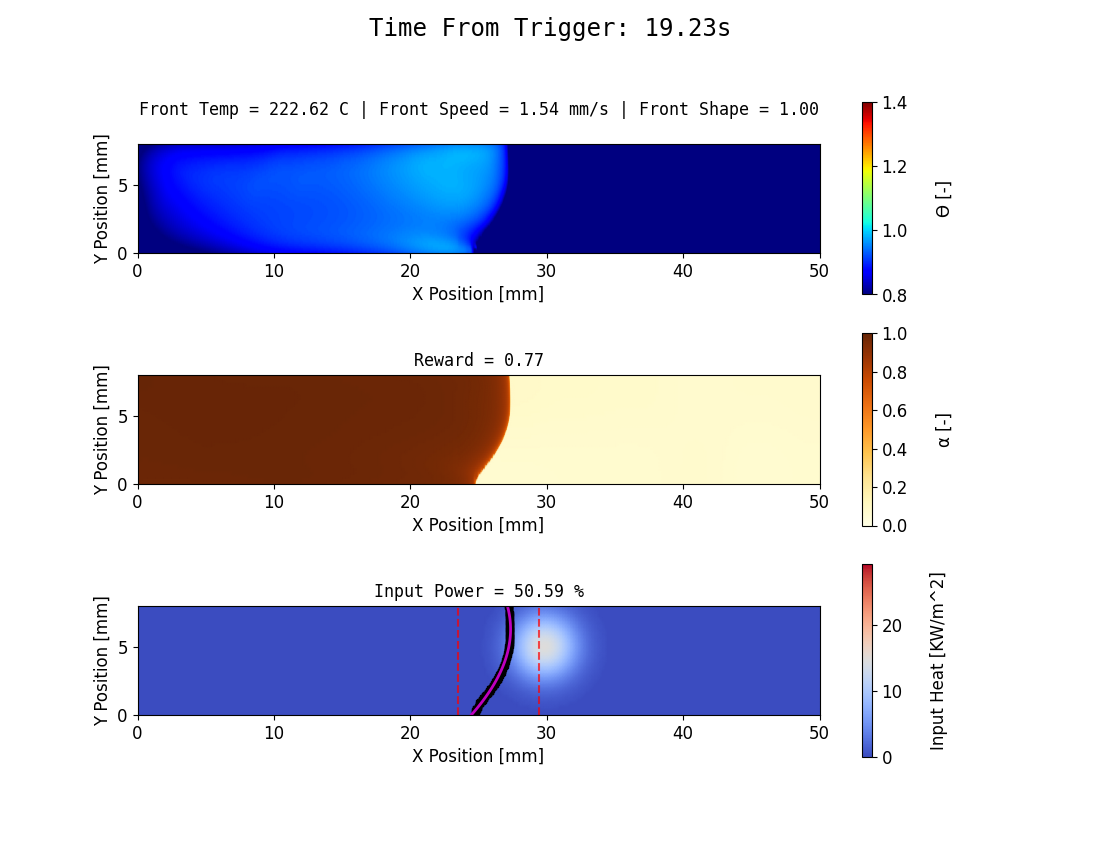 Time From Trigger: 19.23s
Front Temp = 222.62 C | Front Speed = 1.54 mm/s | Front Shape = 1.00
Y Position [mm]
5
0
0 10 20 30 40 50
X Position [mm]
1.4
1.2
1.0
0.8
Θ [-]
Reward = 0.77
Y Position [mm]
5
0
0 10 20 30 40 50
X Position [mm]
1.0
0.8
0.6
0.4
0.2
0.0
α [-]
Input Power = 50.59 %
Y Position [mm]
5
0
0 10 20 30 40 50
X Position [mm]
20
10
0
Input Heat [KW/m^2]